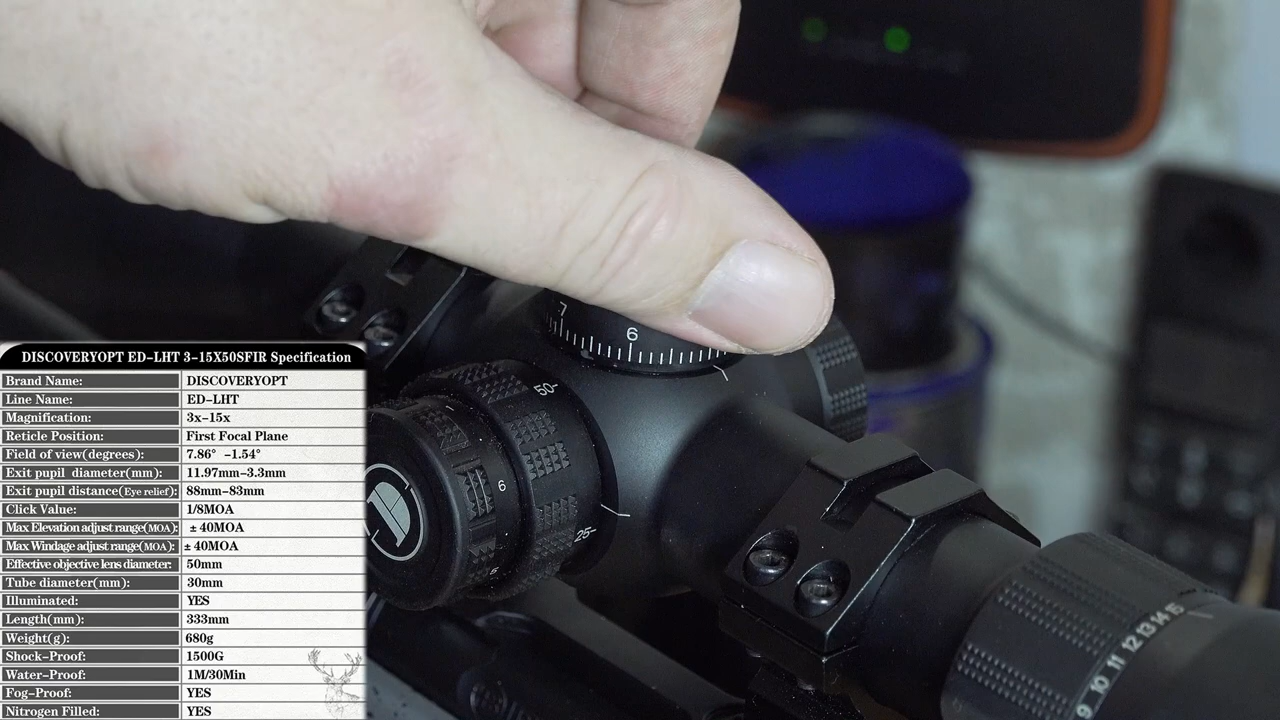 DISCOVERYOPT ED-LHT 3-15X50SFIR Specification
Brand Name: DISCOVERYOPT
Line Name: ED-LHT
Magnification: 3x-15x
Reticle Position: First Focal Plane
Field of view(degrees): 7.86° -1.54°
Exit pupil diameter(mm): 11.97mm-3.3mm
Exit pupil distance(Eye relief): 88mm-83mm
Click Value: 1/8MOA
Max Elevation adjust range(MOA): ± 40MOA
Max Windage adjust range(MOA): ± 40MOA
Effective objective lens diameter: 50mm
Tube diameter(mm): 30mm
Illuminated: YES
Length(mm): 333mm
Weight(g): 680g
Shock-Proof: 1500G
Water-Proof: 1M/30Min
Fog-Proof: YES
Nitrogen Filled: YES
7 6
50-
6
25-
6
9 10 11 12 13 14 15